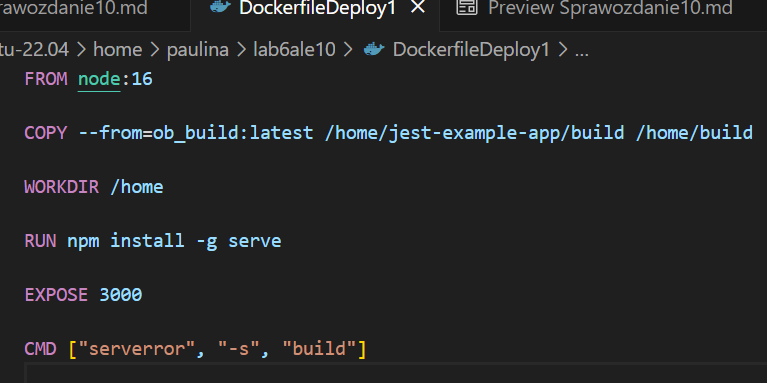 rawozdanie10.md DockerfileDeploy1 Preview Sprawozdanie10.md
tu-22.04 > home > paulina > lab6ale10 > DockerfileDeploy1 > ...
FROM node:16
COPY --from=ob_build:latest /home/jest-example-app/build /home/build
WORKDIR /home
RUN npm install -g serve
EXPOSE 3000
CMD ["serverror", "-s", "build"]